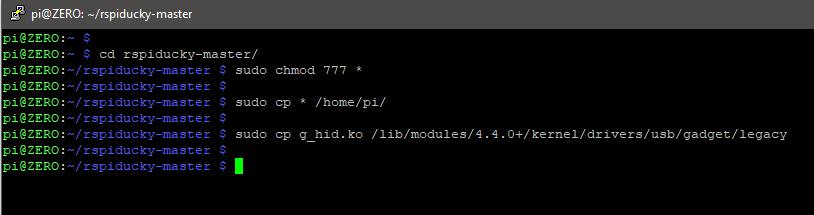 pi@ZERO: ~/rspiducky-master
pi@ZERO:~ $
pi@ZERO:~ $ cd rspiducky-master/
pi@ZERO:~/rspiducky-master $ sudo chmod 777 *
pi@ZERO:~/rspiducky-master $
pi@ZERO:~/rspiducky-master $ sudo cp * /home/pi/
pi@ZERO:~/rspiducky-master $
pi@ZERO:~/rspiducky-master $ sudo cp g_hid.ko /lib/modules/4.4.0+/kernel/drivers/usb/gadget/legacy
pi@ZERO:~/rspiducky-master $
pi@ZERO:~/rspiducky-master $